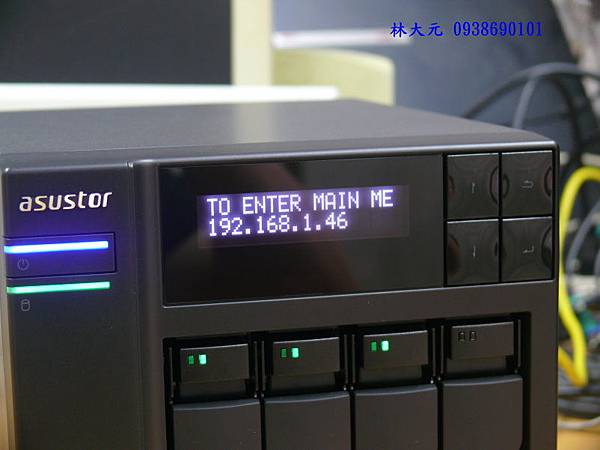 林大元 0938690101
asustor
TO ENTER MAIN ME
192.168.1.46